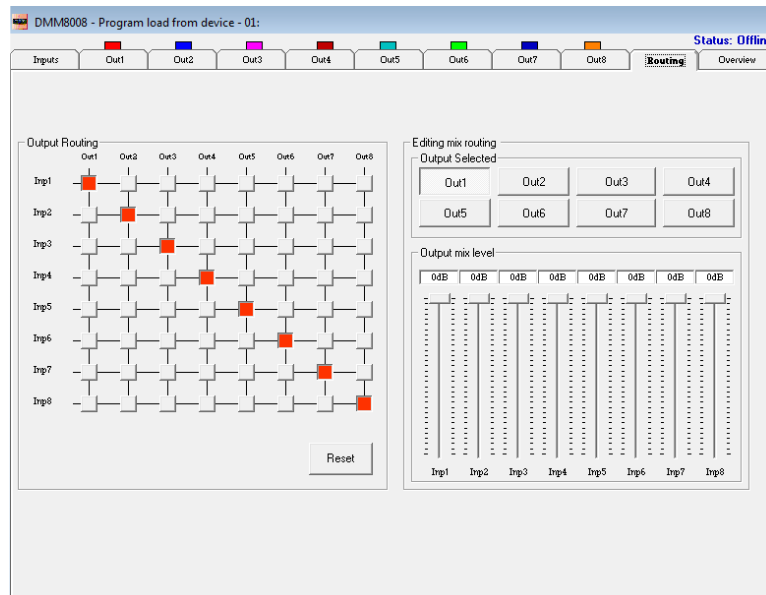 DMM8008 - Program load from device - 01:
Status: Offlin
Inputs Out1 Out2 Out3 Out4 Out5 Out6 Out7 Out8 Routing Overview
Output Routing
Out1 Out2 Out3 Out4 Out5 Out6 Out7 Out8
Inp1
Inp2
Inp3
Inp4
Inp5
Inp6
Inp7
Inp8
Reset
Editing mix routing
Output Selected
Out1 Out2 Out3 Out4
Out5 Out6 Out7 Out8
Output mix level
0dB 0dB 0dB 0dB 0dB 0dB 0dB 0dB
Inp1 Inp2 Inp3 Inp4 Inp5 Inp6 Inp7 Inp8